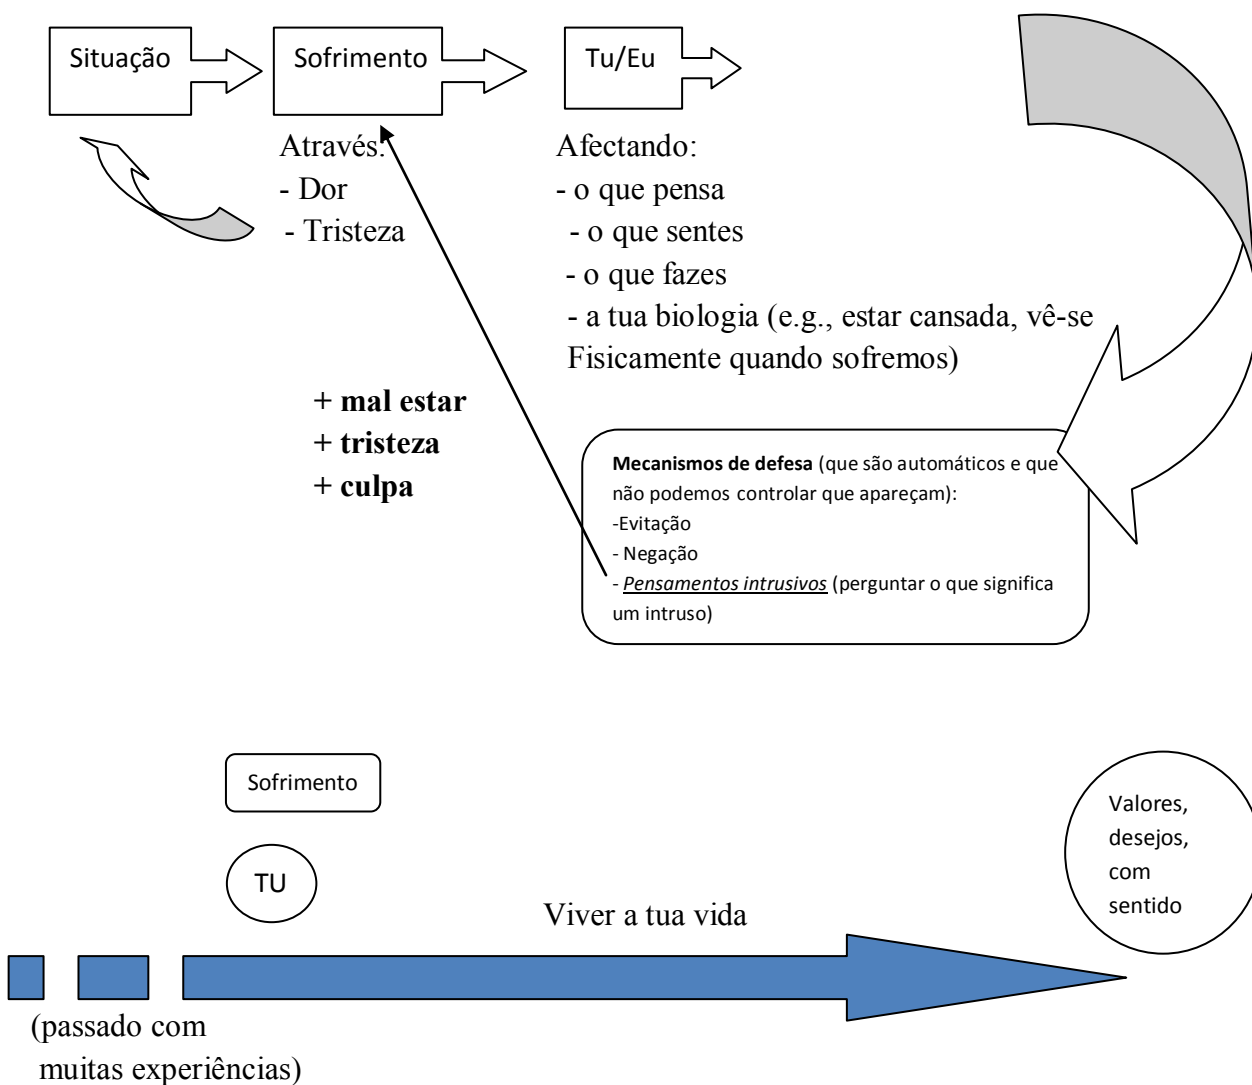 Situação
Sofrimento
Tu/Eu
Através:
- Dor
- Tristeza
Afectando:
- o que pensa
- o que sentes
- o que fazes
- a tua biologia (e.g., estar cansada, vê-se
Fisicamente quando sofremos)
+ mal estar
+ tristeza
+ culpa
Mecanismos de defesa (que são automáticos e que
não podemos controlar que apareçam):
-Evitação
- Negação
- Pensamentos intrusivos (perguntar o que significa
um intruso)
Sofrimento
TU
Viver a tua vida
Valores,
desejos,
com
sentido
(passado com
muitas experiências)